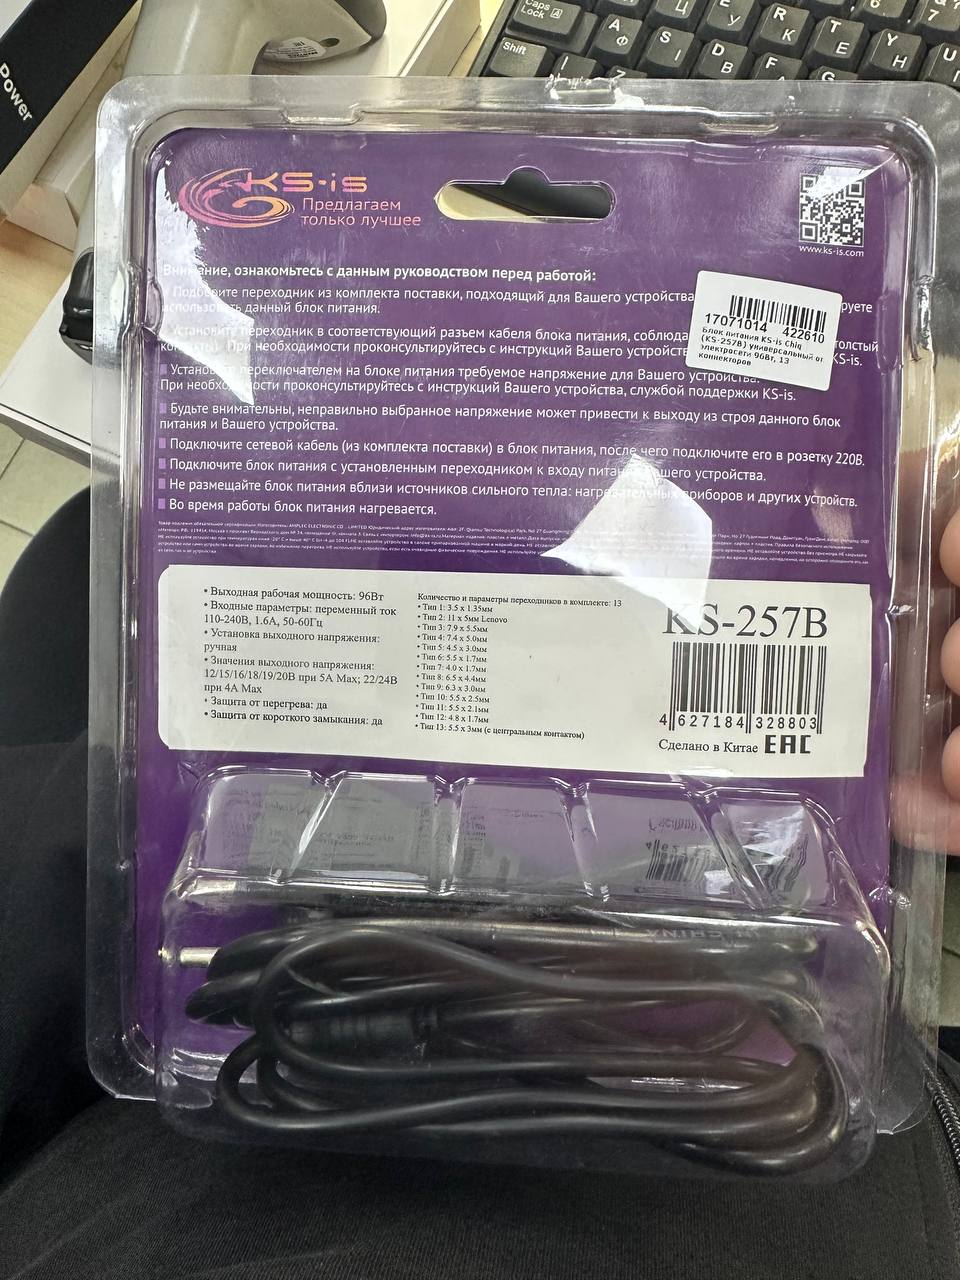 Power
Caps
Lock
Shift
KS-is
Предлагаем
только лучшее
www.ks-is.com
Внимание, ознакомьтесь с данным руководством перед работой:
Подберите переходник из комплекта поставки, подходящий для Вашего устройства
использовать данный блок питания.
Установите переходник в соответствующий разъем кабеля блока питания, соблюда
При необходимости проконсультируйтесь с инструкций Вашего устройств KS-is.
Установите переключателем на блоке питания требуемое напряжение для Вашего устройства.
При необходимости проконсультируйтесь с инструкций Вашего устройства, службой поддержки KS-is.
Будьте внимательны, неправильно выбранное напряжение может привести к выходу из строя данного блок
питания и Вашего устройства.
Подключите сетевой кабель (из комплекта поставки) в блок питания, после чего подключите его в розетку 220В.
Подключите блок питания с установленным переходником к входу питания Вашего устройства.
Не размещайте блок питания вблизи источников сильного тепла: нагревательных приборов и других устройств.
Во время работы блок питания нагревается.
17071014 422610
Блок питания KS-is Chiq
(KS-257B) универсальный от
электросети 96Вт, 13
коннекторов
• Выходная рабочая мощность: 96Вт
• Входные параметры: переменный ток
110-240В, 1.6А, 50-60Гц
• Установка выходного напряжения:
ручная
• Значения выходного напряжения:
12/15/16/18/19/20В при 5А Max; 22/24В
при 4А Max
• Защита от перегрева: да
• Защита от короткого замыкания: да
Количество и параметры переходников в комплекте: 13
• Тип 1: 3.5 x 1.35мм
• Тип 2: 11 x 5мм Lenovo
• Тип 3: 7.9 x 5.5мм
• Тип 4: 7.4 x 5.0мм
• Тип 5: 4.5 x 3.0мм
• Тип 6: 5.5 x 1.7мм
• Тип 7: 4.0 x 1.7мм
• Тип 8: 6.5 x 4.4мм
• Тип 9: 6.3 x 3.0мм
• Тип 10: 5.5 x 2.5мм
• Тип 11: 5.5 x 2.1мм
• Тип 12: 4.8 x 1.7мм
• Тип 13: 5.5 x 3мм (с центральным контактом)
KS-257B
4 627184 328803
Сделано в Китае EAC